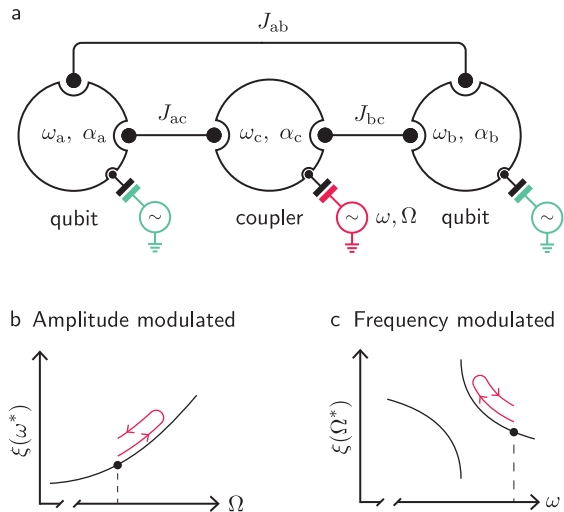 a
J_ab
ω_a, α_a
J_ac
ω_c, α_c
J_bc
ω_b, α_b
~
~
~
ω, Ω
qubit
coupler
qubit
b Amplitude modulated
ξ(ω*)
Ω
c Frequency modulated
ξ(Ω*)
ω